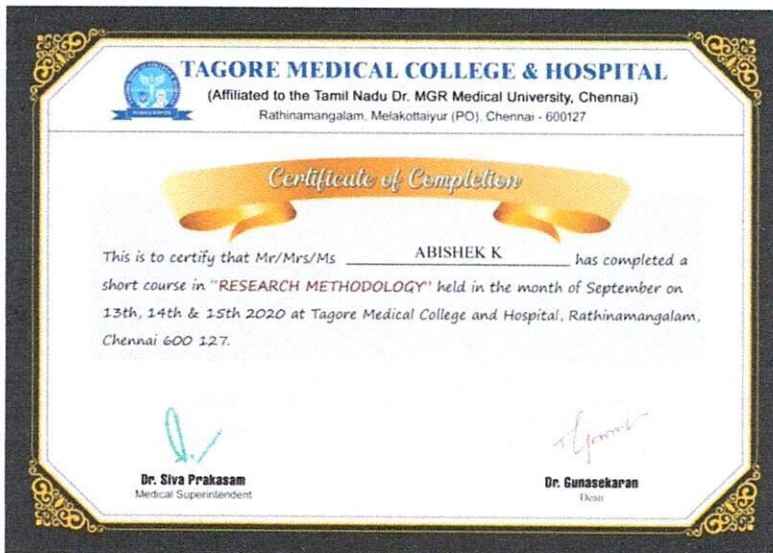 TAGORE MEDICAL COLLEGE & HOSPITAL
(Affiliated to the Tamil Nadu Dr. MGR Medical University, Chennai)
Rathinamangalam, Melakottaiyur (PO), Chennai - 600127
Certificate of Completion
This is to certify that Mr/Mrs/Ms ABISHEK K has completed a
short course in "RESEARCH METHODOLOGY" held in the month of September on
13th, 14th & 15th 2020 at Tagore Medical College and Hospital, Rathinamangalam,
Chennai 600 127.
Dr. Siva Prakasam
Medical Superintendent
Dr. Gunasekaran
Dean